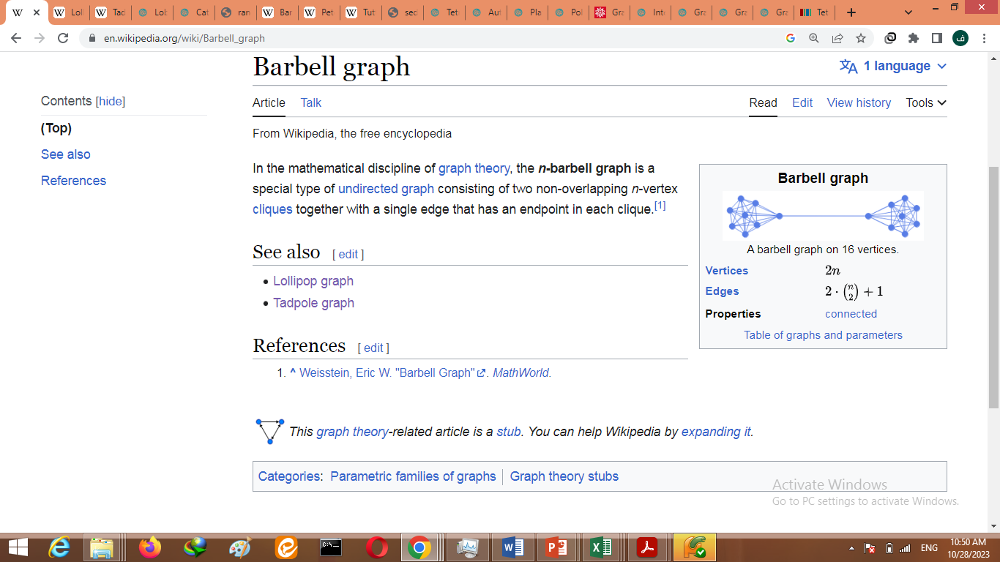 W Loll W Tac Lob Cat ran W Bar W Pet W Tut sec Tet Aut Pla Pol Gra Inte Gra Gra Gra Tet
en.wikipedia.org/wiki/Barbell_graph
ف
Barbell graph
1 language
Contents [hide]
(Top)
See also
References
Article Talk Read Edit View history Tools
From Wikipedia, the free encyclopedia
In the mathematical discipline of graph theory, the n-barbell graph is a
special type of undirected graph consisting of two non-overlapping n-vertex
cliques together with a single edge that has an endpoint in each clique.[1]
See also [ edit ]
• Lollipop graph
• Tadpole graph
References [ edit ]
1. ^ Weisstein, Eric W. "Barbell Graph". MathWorld.
Barbell graph
A barbell graph on 16 vertices.
Vertices 2n
Edges 2 · (n 2) + 1
Properties connected
Table of graphs and parameters
This graph theory-related article is a stub. You can help Wikipedia by expanding it.
Categories: Parametric families of graphs | Graph theory stubs
Activate Windows
Go to PC settings to activate Windows.
ENG
10:50 AM
10/28/2023